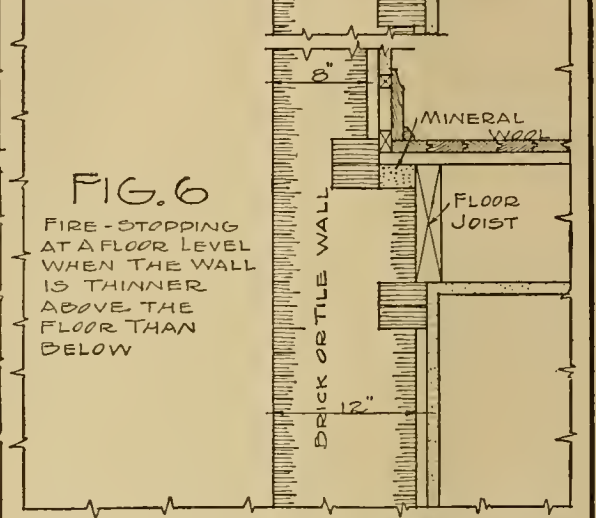 8"
MINERAL
WOOL
FIG. 6
FIRE-STOPPING
AT A FLOOR LEVEL
WHEN THE WALL
IS THINNER
ABOVE THE
FLOOR THAN
BELOW
BRICK OR TILE WALL
FLOOR
JOIST
12"